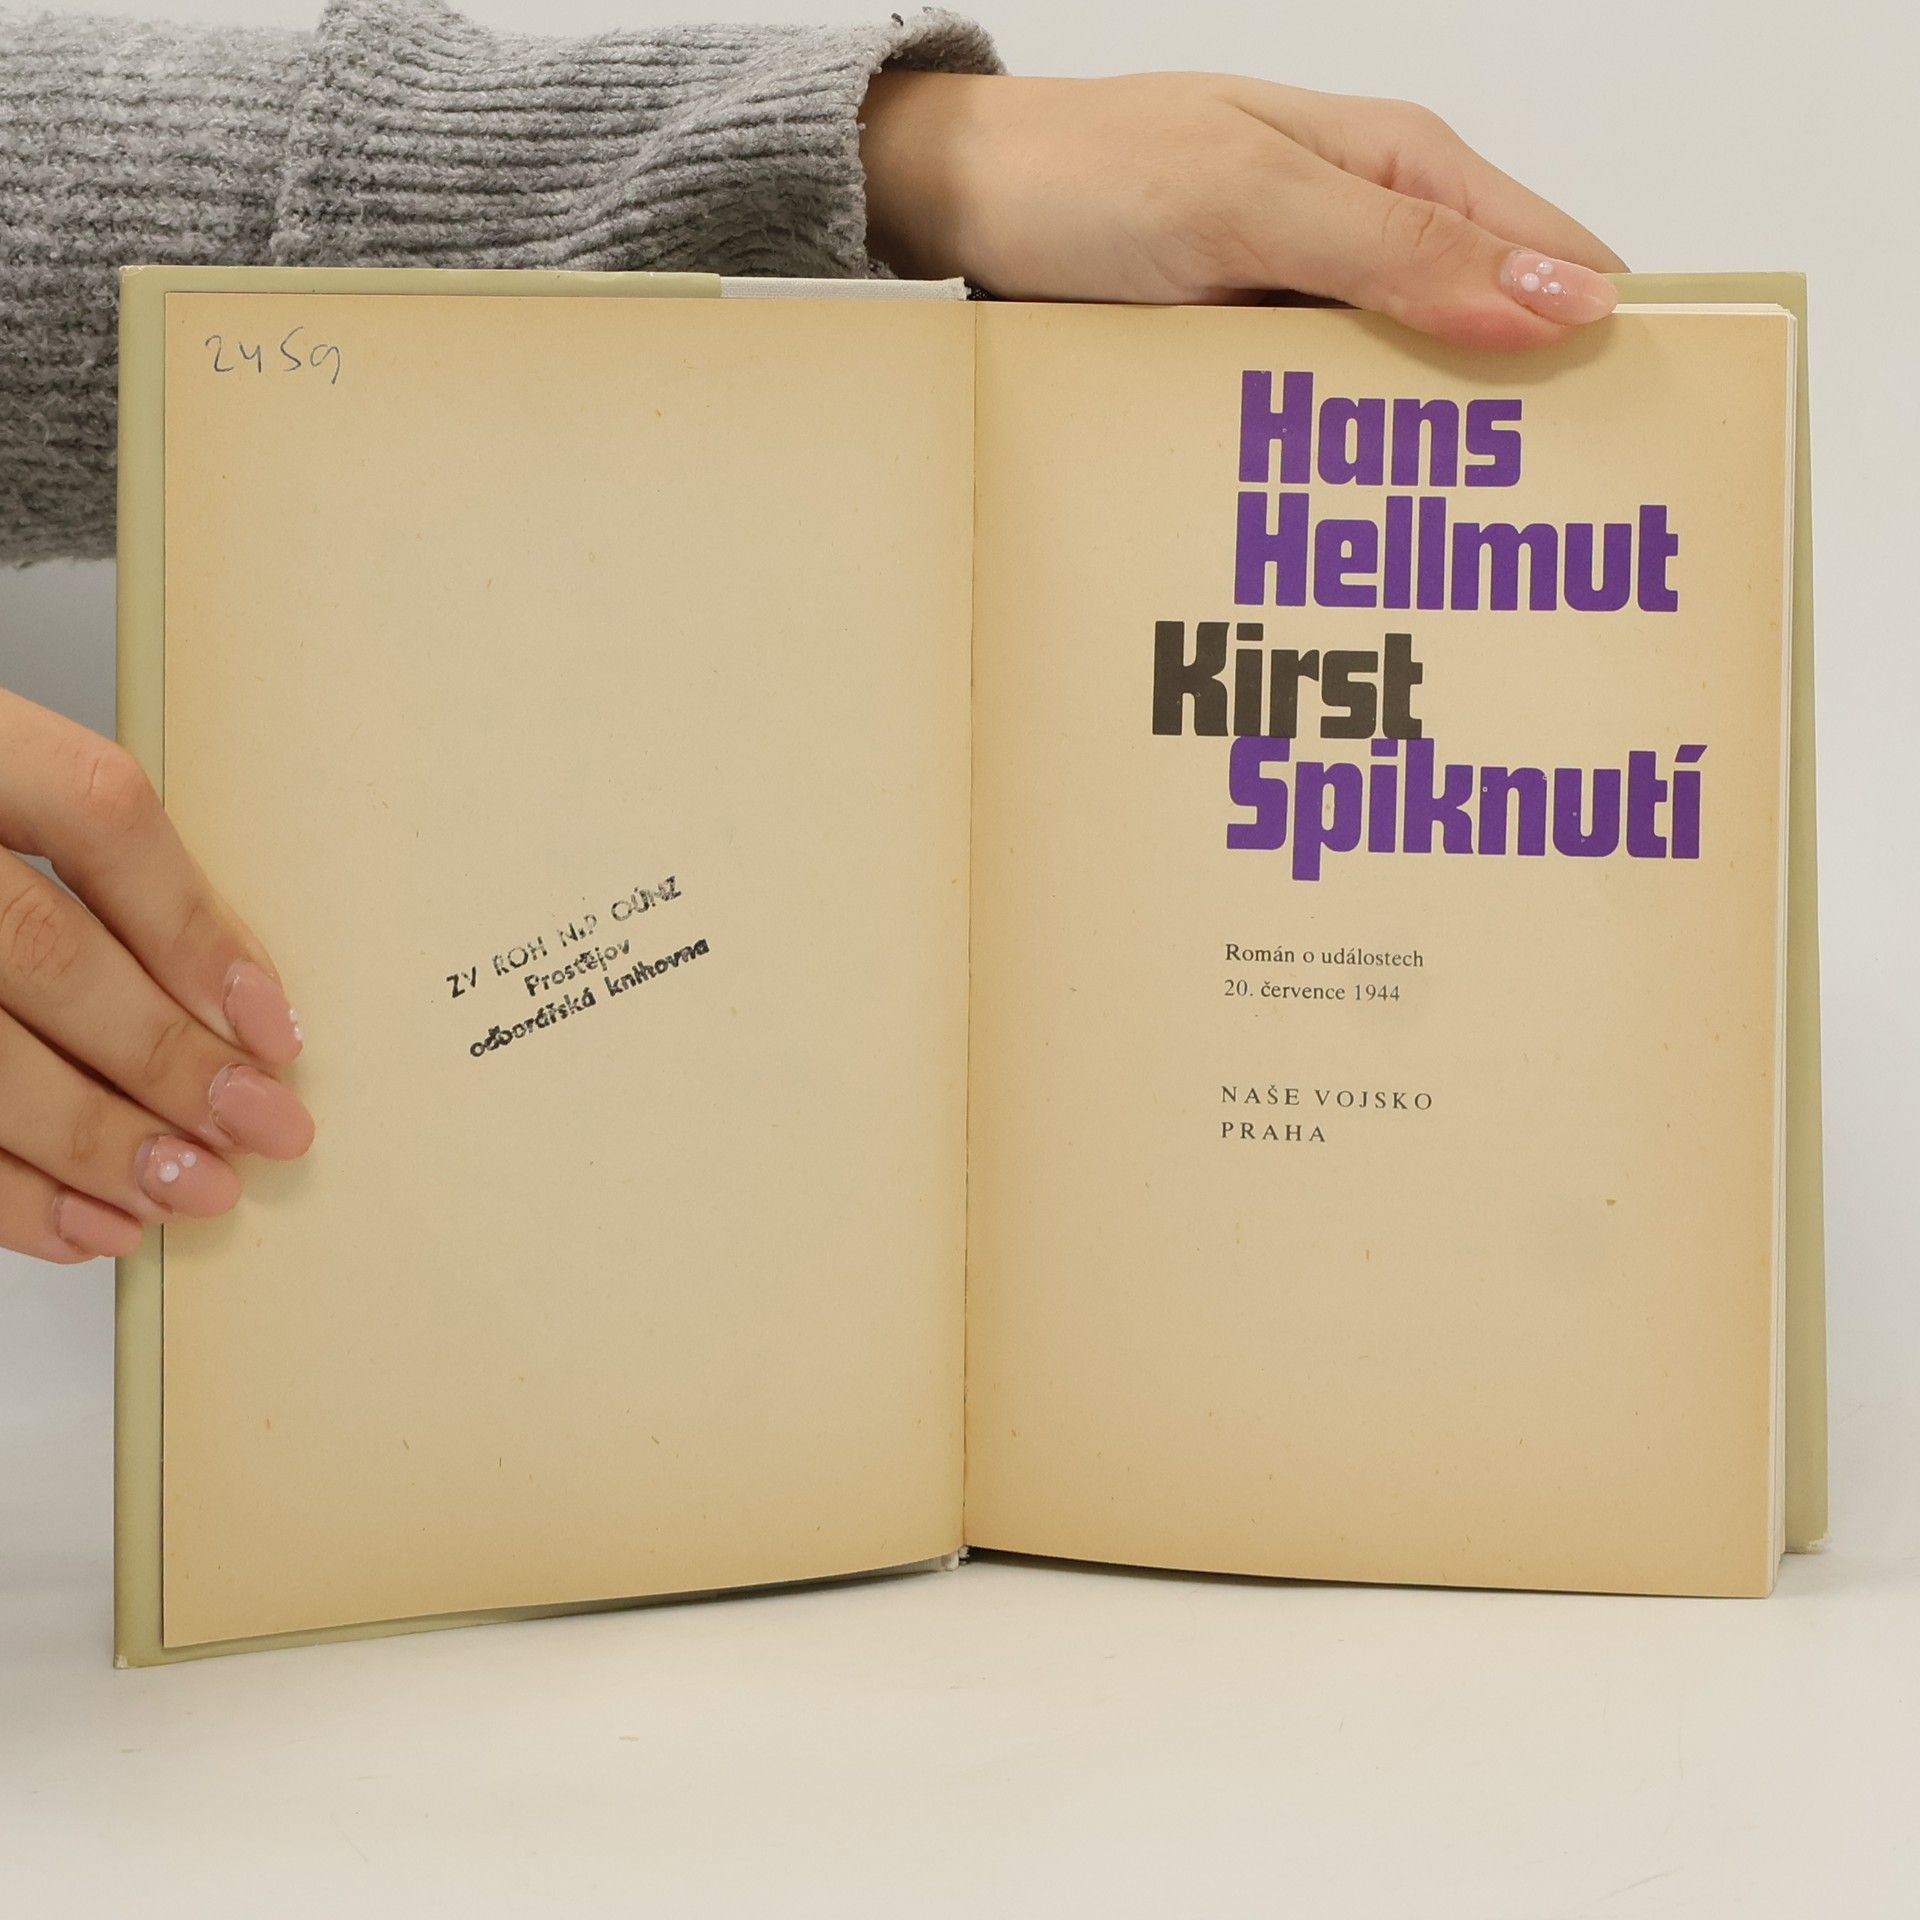 2459
ZV ROH NsP OÚNZ
Prostějov
odborářská knihovna
Hans
Hellmut
Kirst
Spiknutí
Román o událostech
20. července 1944
NAŠE VOJSKO
PRAHA